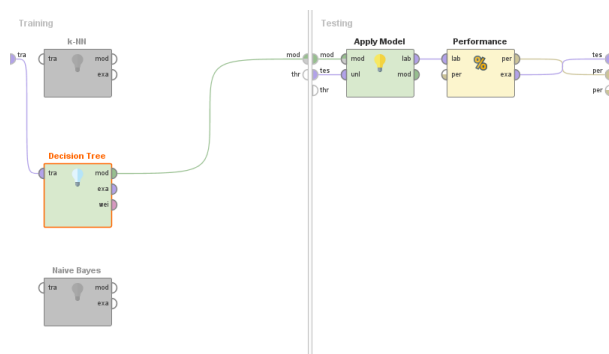 Training
Testing
k-NN
Apply Model
Performance
tra
tra
mod
exa
mod
mod
mod
lab
lab
per
tes
thr
tes
unl
mod
per
exa
per
thr
per
Decision Tree
tra
mod
exa
wei
Naive Bayes
tra
mod
exa